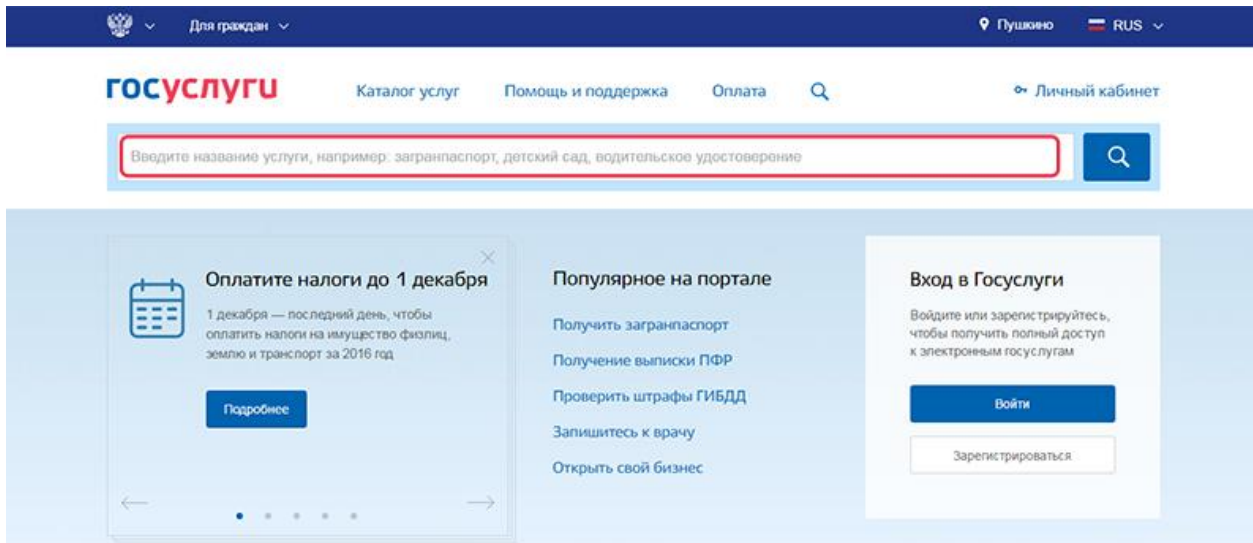 Для граждан
Пушкино
RUS
госуслуги
Каталог услуг
Помощь и поддержка
Оплата
Личный кабинет
Введите название услуги, например: загранпаспорт, детский сад, водительское удостоверение
Оплатите налоги до 1 декабря
1 декабря — последний день, чтобы
оплатить налоги на имущество физлиц,
землю и транспорт за 2016 год
Подробнее
Популярное на портале
Получить загранпаспорт
Получение выписки ПФР
Проверить штрафы ГИБДД
Запишитесь к врачу
Открыть свой бизнес
Вход в Госуслуги
Войдите или зарегистрируйтесь,
чтобы получить полный доступ
к электронным госуслугам
Войти
Зарегистрироваться